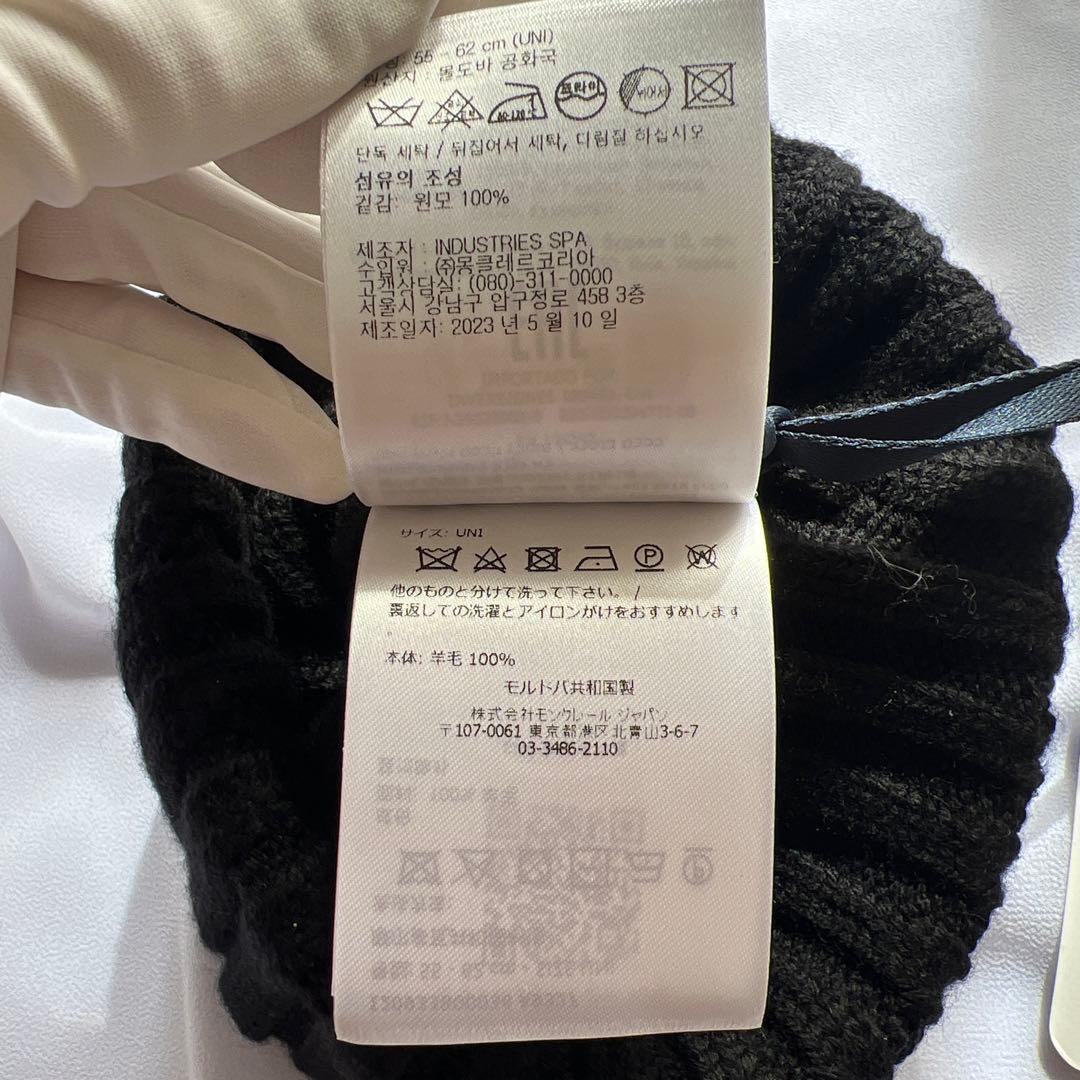 55 - 62 cm (UNI)
원산지 : 몰도바 공화국
드라이
40-120℃
단독 세탁 / 뒤집어서 세탁, 다림질 하십시오
섬유의 조성
겉감: 원모 100%
제조자 : INDUSTRIES SPA
수입원 : (주)몽클레르코리아
고객상담실: (080)-311-0000
서울시 강남구 압구정로 458 3층
제조일자: 2023 년 5 월 10 일
サイズ: UNI
P
W
他のものと分けて洗って下さい。 /
裏返しての洗濯とアイロンがけをおすすめします
。
本体: 羊毛 100%
モルドバ共和国製
株式会社モンクレール ジャパン
〒107-0061 東京都港区北青山3-6-7
03-3486-2110